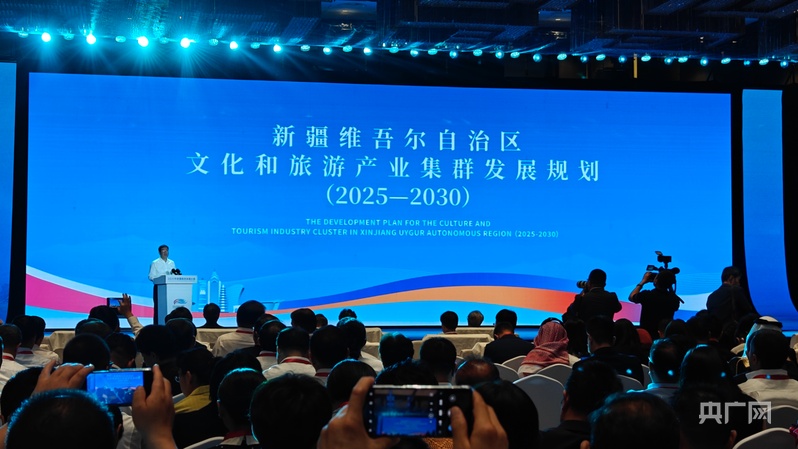 新疆维吾尔自治区
文化和旅游产业集群发展规划
（2025—2030）
THE DEVELOPMENT PLAN FOR THE CULTURE AND
TOURISM INDUSTRY CLUSTER IN XINJIANG UYGUR AUTONOMOUS REGION (2025-2030)
央广网